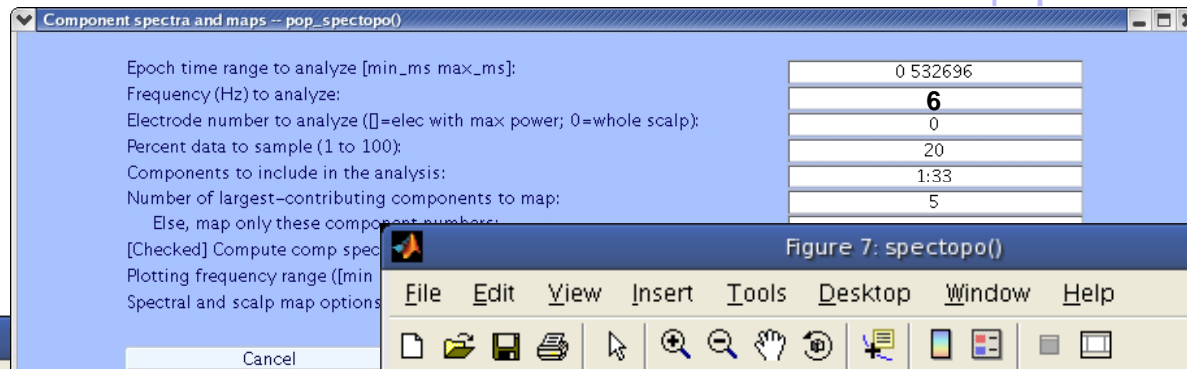 Component spectra and maps -- pop_spectopo()
Epoch time range to analyze [min_ms max_ms]: 0 532696
Frequency (Hz) to analyze: 6
Electrode number to analyze ([]=elec with max power; 0=whole scalp): 0
Percent data to sample (1 to 100): 20
Components to include in the analysis: 1:33
Number of largest-contributing components to map: 5
Else, map only these component numbers:
[Checked] Compute comp spec
Plotting frequency range ([min
Spectral and scalp map options
Cancel
Figure 7: spectopo()
File Edit View Insert Tools Desktop Window Help